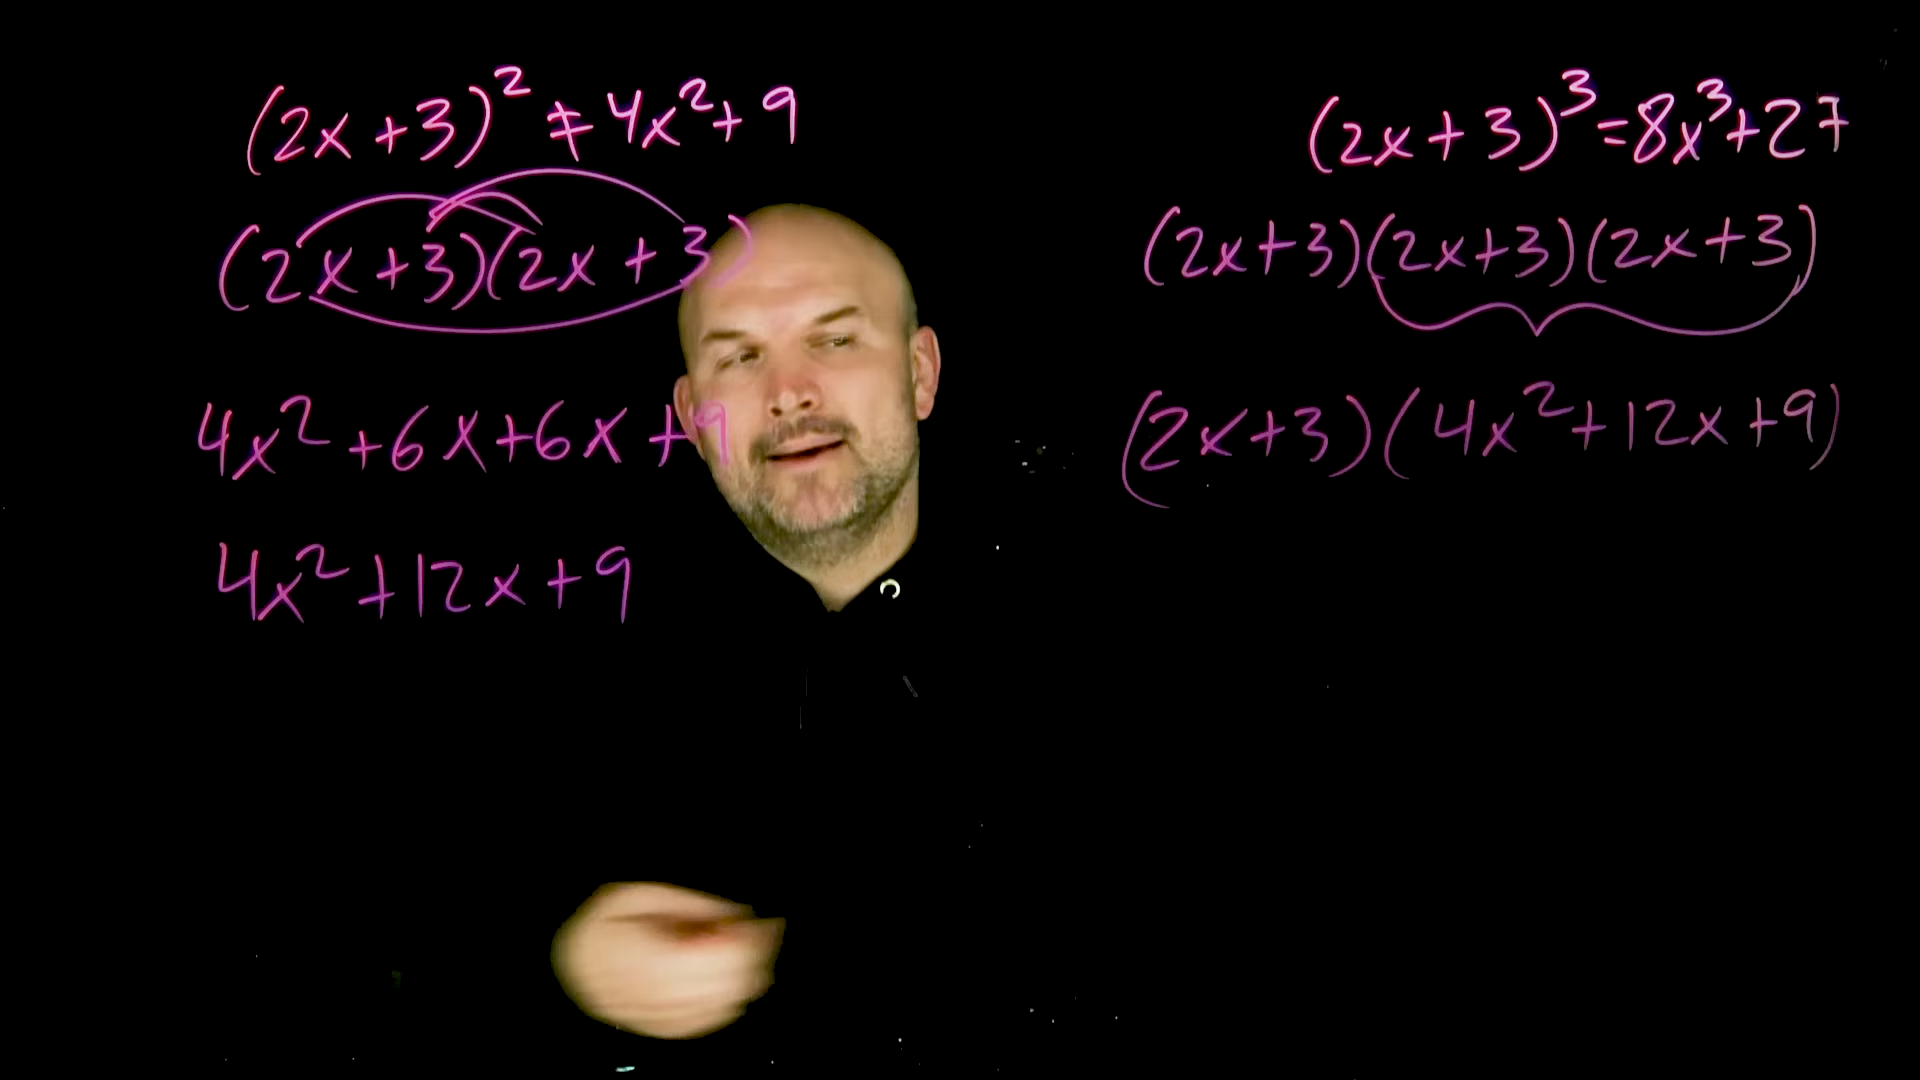 (2x+3)² ≠ 4x²+9
(2x+3)(2x+3)
4x²+6x+6x+9
4x²+12x+9
(2x+3)³=8x³+27
(2x+3)(2x+3)(2x+3)
(2x+3)(4x²+12x+9)